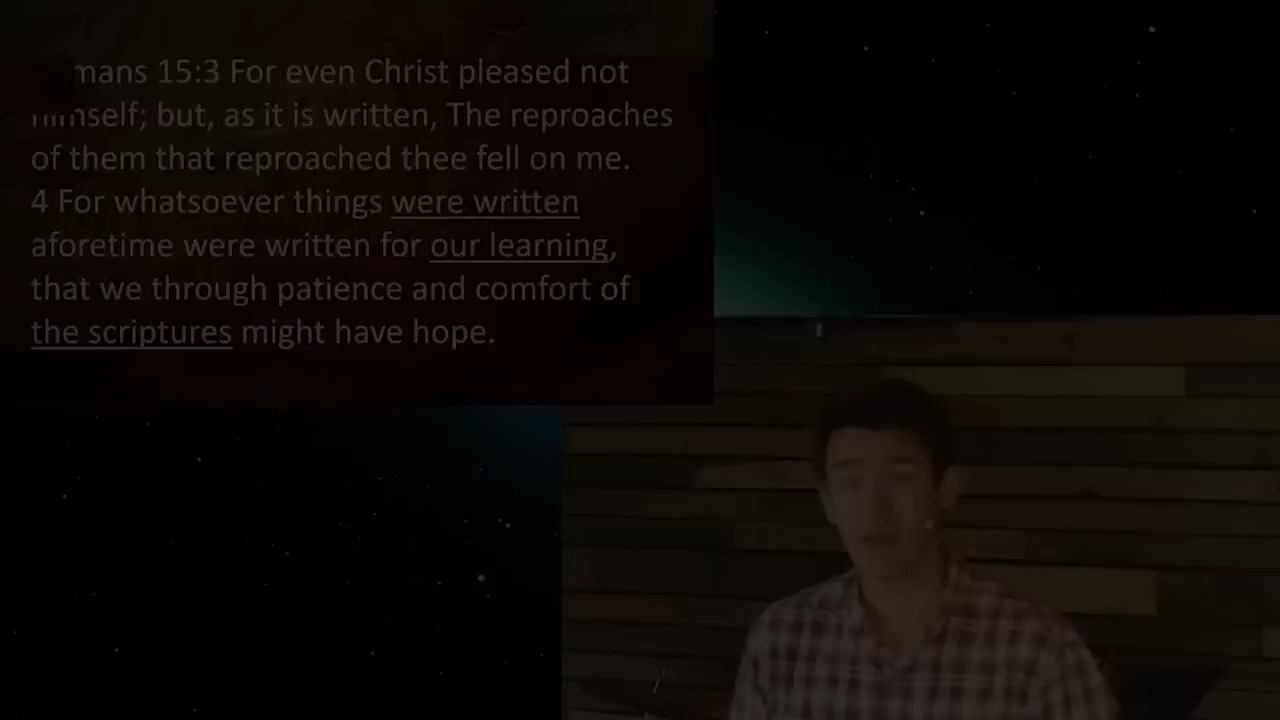 mans 15:3 For even Christ pleased not
himself; but, as it is written, The reproaches
of them that reproached thee fell on me.
4 For whatsoever things were written
aforetime were written for our learning,
that we through patience and comfort of
the scriptures might have hope.